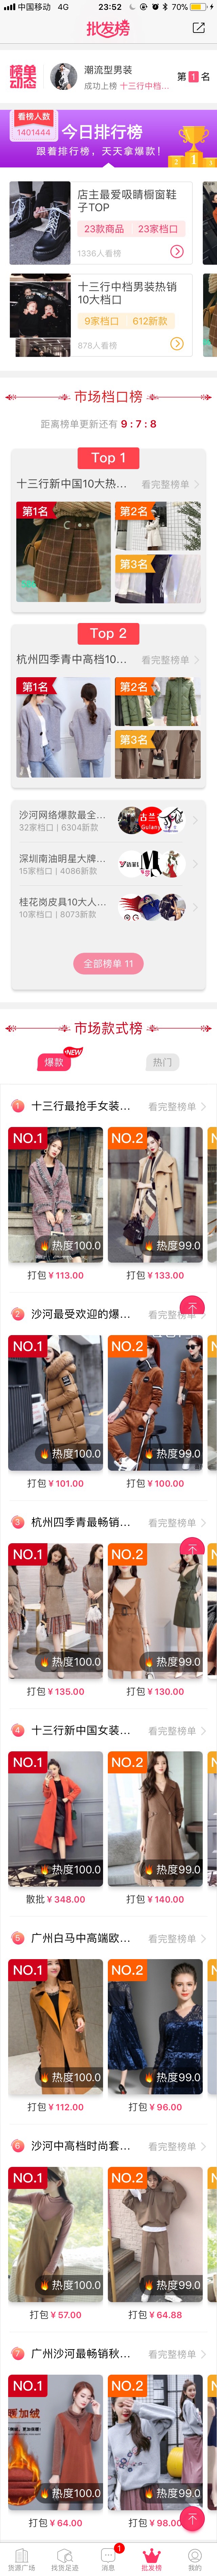 中国移动 4G 23:52 70%
批发榜
榜单动态
潮流型男装
成功上榜 十三行中档...
第 1 名
看榜人数
1401444
今日排行榜
跟着排行榜，天天拿爆款！
店主最爱吸睛橱窗鞋子TOP
23款商品 23家档口
1336人看榜
十三行中档男装热销10大档口
9家档口 612新款
878人看榜
市场档口榜
距离榜单更新还有 9 : 7 : 8
Top 1
十三行新中国10大热... 看完整榜单
第1名
第2名
第3名
Top 2
杭州四季青中高档10... 看完整榜单
第1名
第2名
第3名
沙河网络爆款最全...
32家档口 | 6304新款
古兰
Gulan
深圳南油明星大牌...
15家档口 | 4086新款
桂花岗皮具10大人...
10家档口 | 8073新款
全部榜单 11
市场款式榜
爆款 NEW 热门
1 十三行最抢手女装... 看完整榜单
NO.1 热度100.0
NO.2 热度99.0
打包 ¥ 113.00 打包 ¥ 133.00
2 沙河最受欢迎的爆... 看完整榜单
NO.1 热度100.0
NO.2 热度99.0
打包 ¥ 101.00 打包 ¥ 100.00
3 杭州四季青最畅销... 看完整榜单
NO.1 热度100.0
NO.2 热度99.0
打包 ¥ 135.00 打包 ¥ 130.00
4 十三行新中国女装... 看完整榜单
NO.1 热度100.0
NO.2 热度99.0
散批 ¥ 348.00 打包 ¥ 140.00
5 广州白马中高端欧... 看完整榜单
NO.1 热度100.0
NO.2 热度99.0
打包 ¥ 112.00 打包 ¥ 96.00
6 沙河中高档时尚套... 看完整榜单
NO.1 热度100.0
NO.2 热度99.0
打包 ¥ 57.00 打包 ¥ 64.88
7 广州沙河最畅销秋... 看完整榜单
NO.1 热度100.0
NO.2 热度99.0
加绒
打包 ¥ 64.00 打包 ¥ 98.00
1
货源广场 找货足迹 消息 批发榜 我的